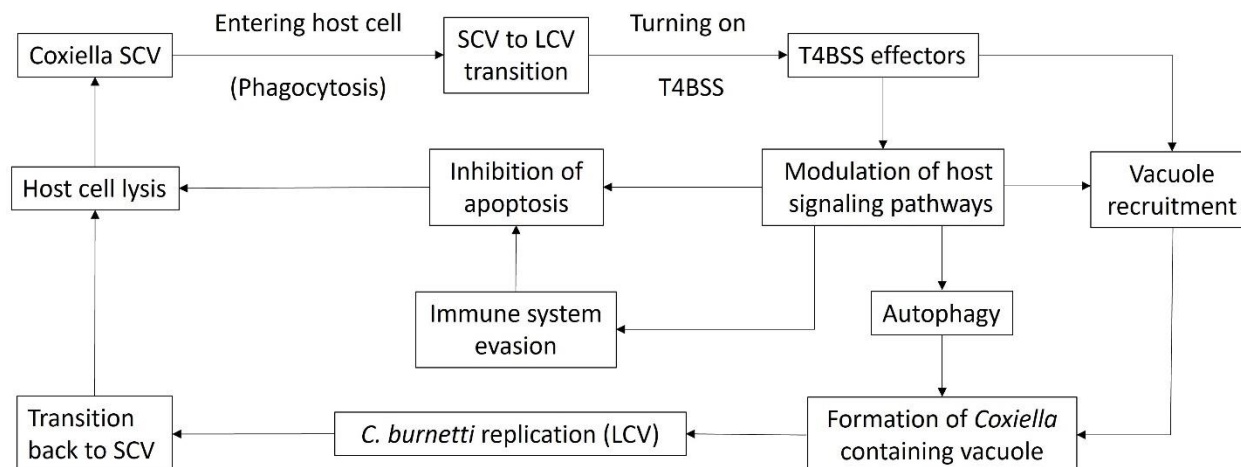 Coxiella SCV
Entering host cell
(Phagocytosis)
SCV to LCV
transition
Turning on
T4BSS
T4BSS effectors
Host cell lysis
Inhibition of
apoptosis
Modulation of host
signaling pathways
Vacuole
recruitment
Immune system
evasion
Autophagy
Transition
back to SCV
C. burnetti replication (LCV)
Formation of Coxiella
containing vacuole